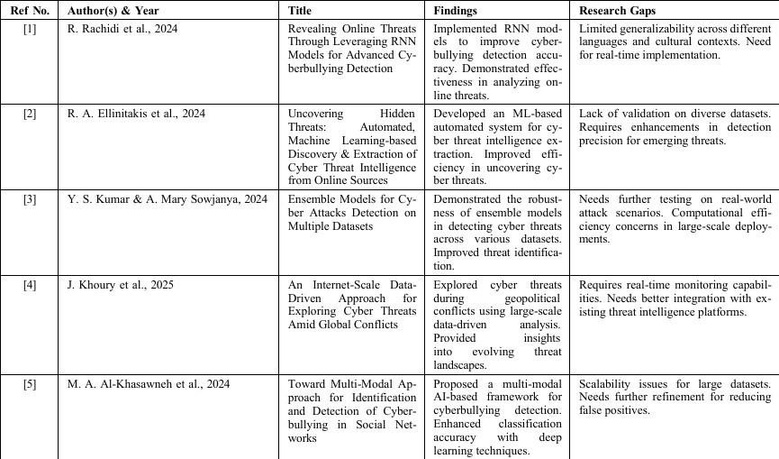 Ref No. Author(s) & Year Title Findings Research Gaps
[1] R. Rachidi et al., 2024 Revealing Online Threats Implemented RNN mod- Limited generalizability across different
Through Leveraging RNN els to improve cyber- languages and cultural contexts. Need
Models for Advanced Cy- bullying detection accu- for real-time implementation.
berbullying Detection racy. Demonstrated effec-
tiveness in analyzing on-
line threats.
[2] R. A. Ellinitakis et al., 2024 Uncovering Hidden Developed an ML-based Lack of validation on diverse datasets.
Threats: Automated, automated system for cy- Requires enhancements in detection
Machine Learning-based ber threat intelligence ex- precision for emerging threats.
Discovery & Extraction of traction. Improved effi-
Cyber Threat Intelligence ciency in uncovering cy-
from Online Sources ber threats.
[3] Y. S. Kumar & A. Mary Sowjanya, 2024 Ensemble Models for Cy- Demonstrated the robust- Needs further testing on real-world
ber Attacks Detection on ness of ensemble models attack scenarios. Computational effi-
Multiple Datasets in detecting cyber threats ciency concerns in large-scale deploy-
across various datasets. ments.
Improved threat identifica-
tion.
[4] J. Khoury et al., 2025 An Internet-Scale Data- Explored cyber threats Requires real-time monitoring capabil-
Driven Approach for during geopolitical ities. Needs better integration with ex-
Exploring Cyber Threats conflicts using large-scale isting threat intelligence platforms.
Amid Global Conflicts data-driven analysis.
Provided insights
into evolving threat
landscapes.
[5] M. A. Al-Khasawneh et al., 2024 Toward Multi-Modal Ap- Proposed a multi-modal Scalability issues for large datasets.
proach for Identification AI-based framework for Needs further refinement for reducing
and Detection of Cyber- cyberbullying detection. false positives.
bullying in Social Net- Enhanced classification
works accuracy with deep
learning techniques.